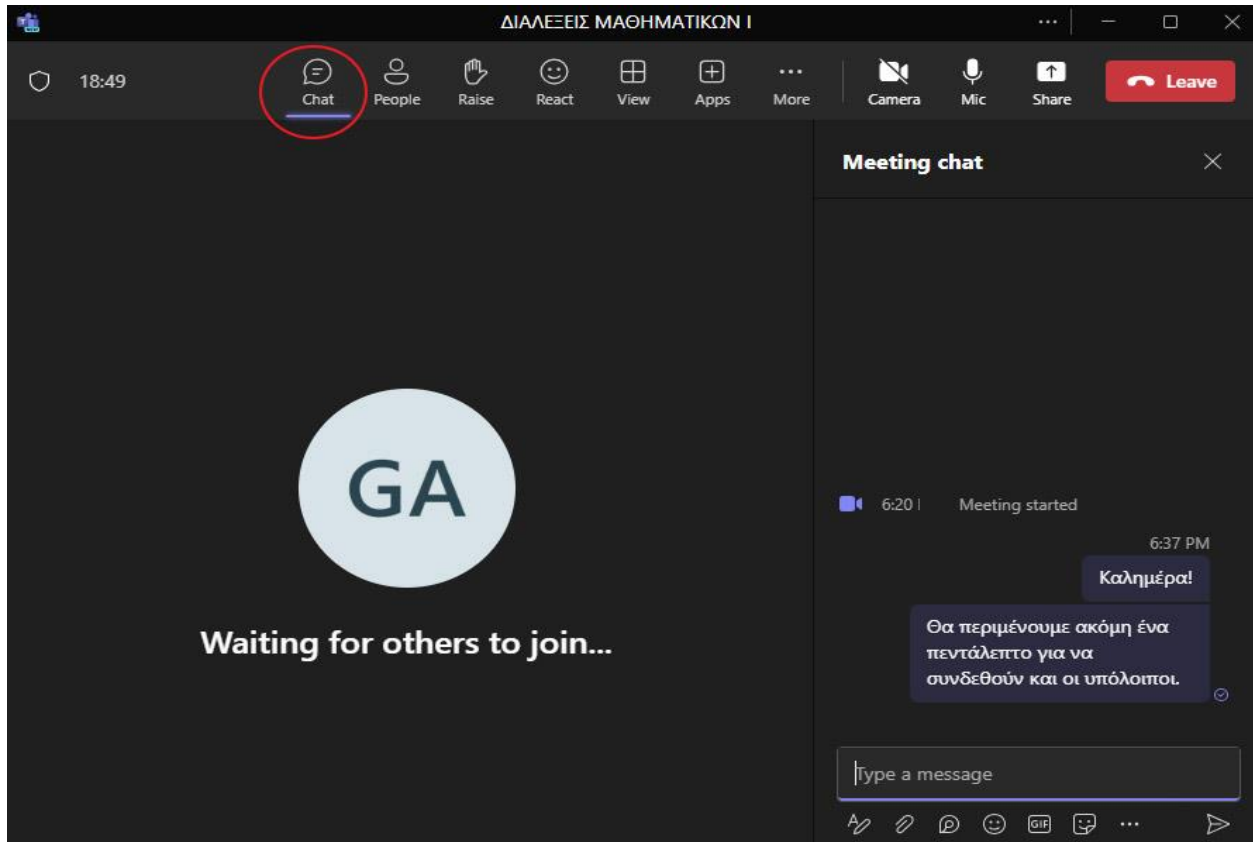 ΔΙΑΛΕΞΕΙΣ ΜΑΘΗΜΑΤΙΚΩΝ Ι
18:49
Chat
People
Raise
React
View
Apps
More
Camera
Mic
Share
Leave
Meeting chat
GA
Waiting for others to join...
6:20
Meeting started
6:37 PM
Καλημέρα!
Θα περιμένουμε ακόμη ένα
πεντάλεπτο για να
συνδεθούν και οι υπόλοιποι.
Type a message
GIF